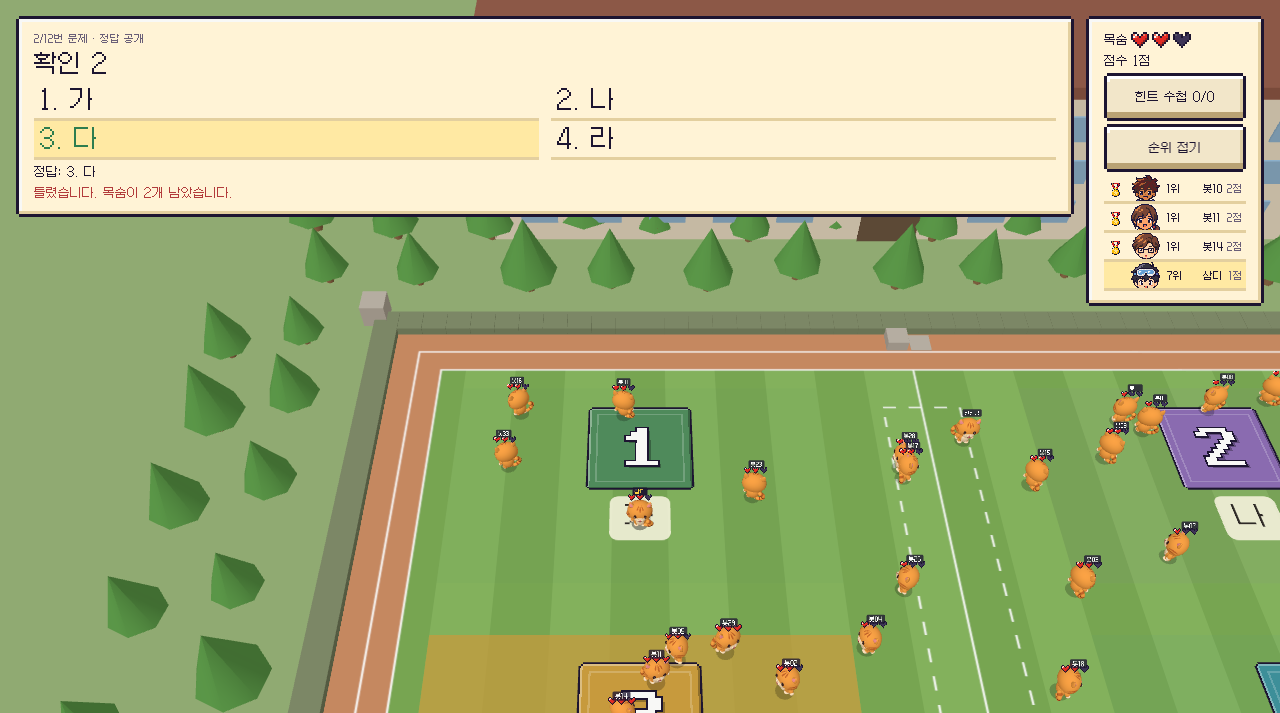 2/12번 문제 · 정답 공개
확인 2
1. 가
2. 나
3. 다
4. 라
정답: 3. 다
틀렸습니다. 목숨이 2개 남았습니다.
목숨
점수 1점
힌트 수첩 0/0
순위 접기
1위 봇10 2점
1위 봇11 2점
1위 봇14 2점
7위 삼디 1점
1
2
나
3